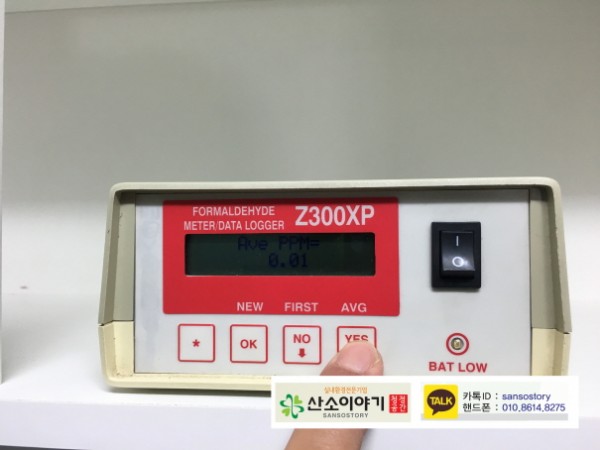 FORMALDEHYDE
METER/DATA LOGGER Z300XP
Ave PPM=
0.01
NEW FIRST AVG
* OK NO YES
BAT LOW
실내환경전문기업
산소이야기
SANSOSTORY
TALK
카톡ID : sansostory
핸드폰 : 010.8614.8275